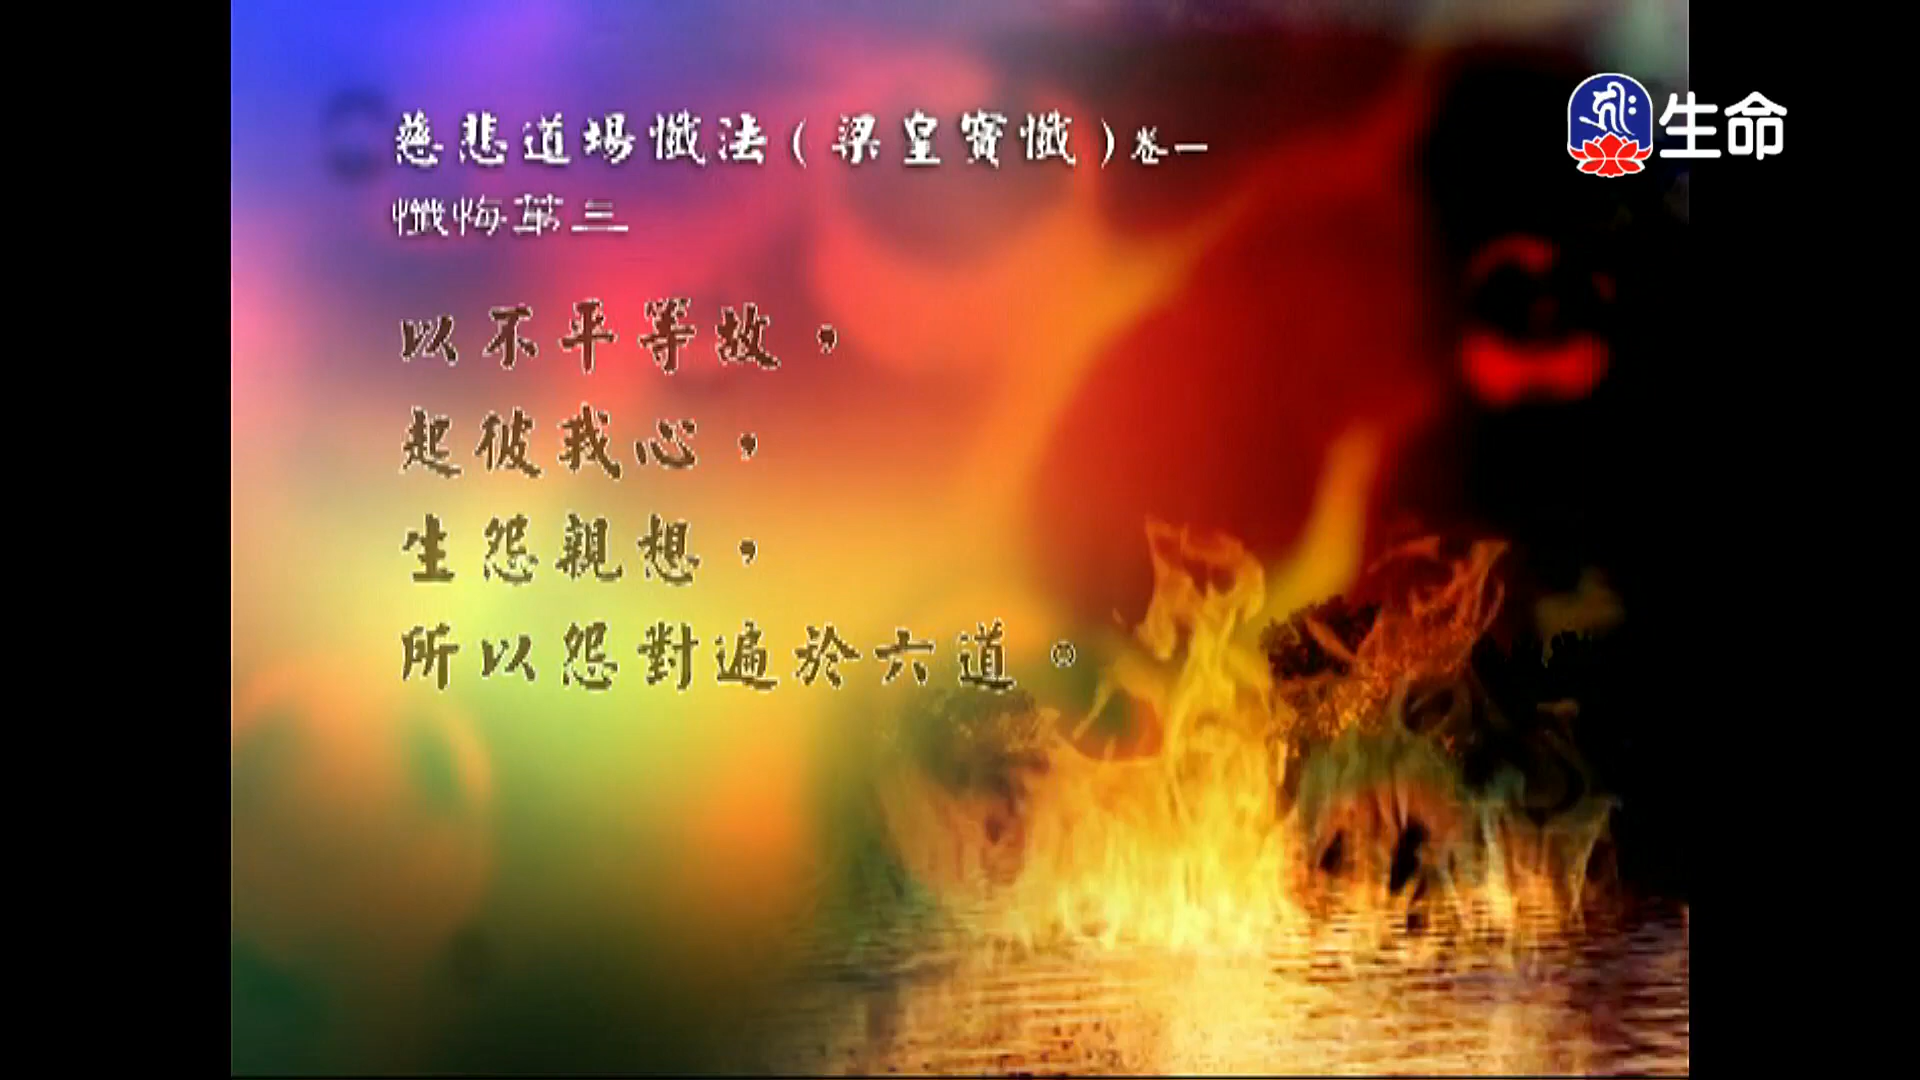 慈悲道場懺法(梁皇寶懺)卷一
懺悔第三
以不平等故，
起彼我心，
生怨親想，
所以怨對遍於六道。
生命